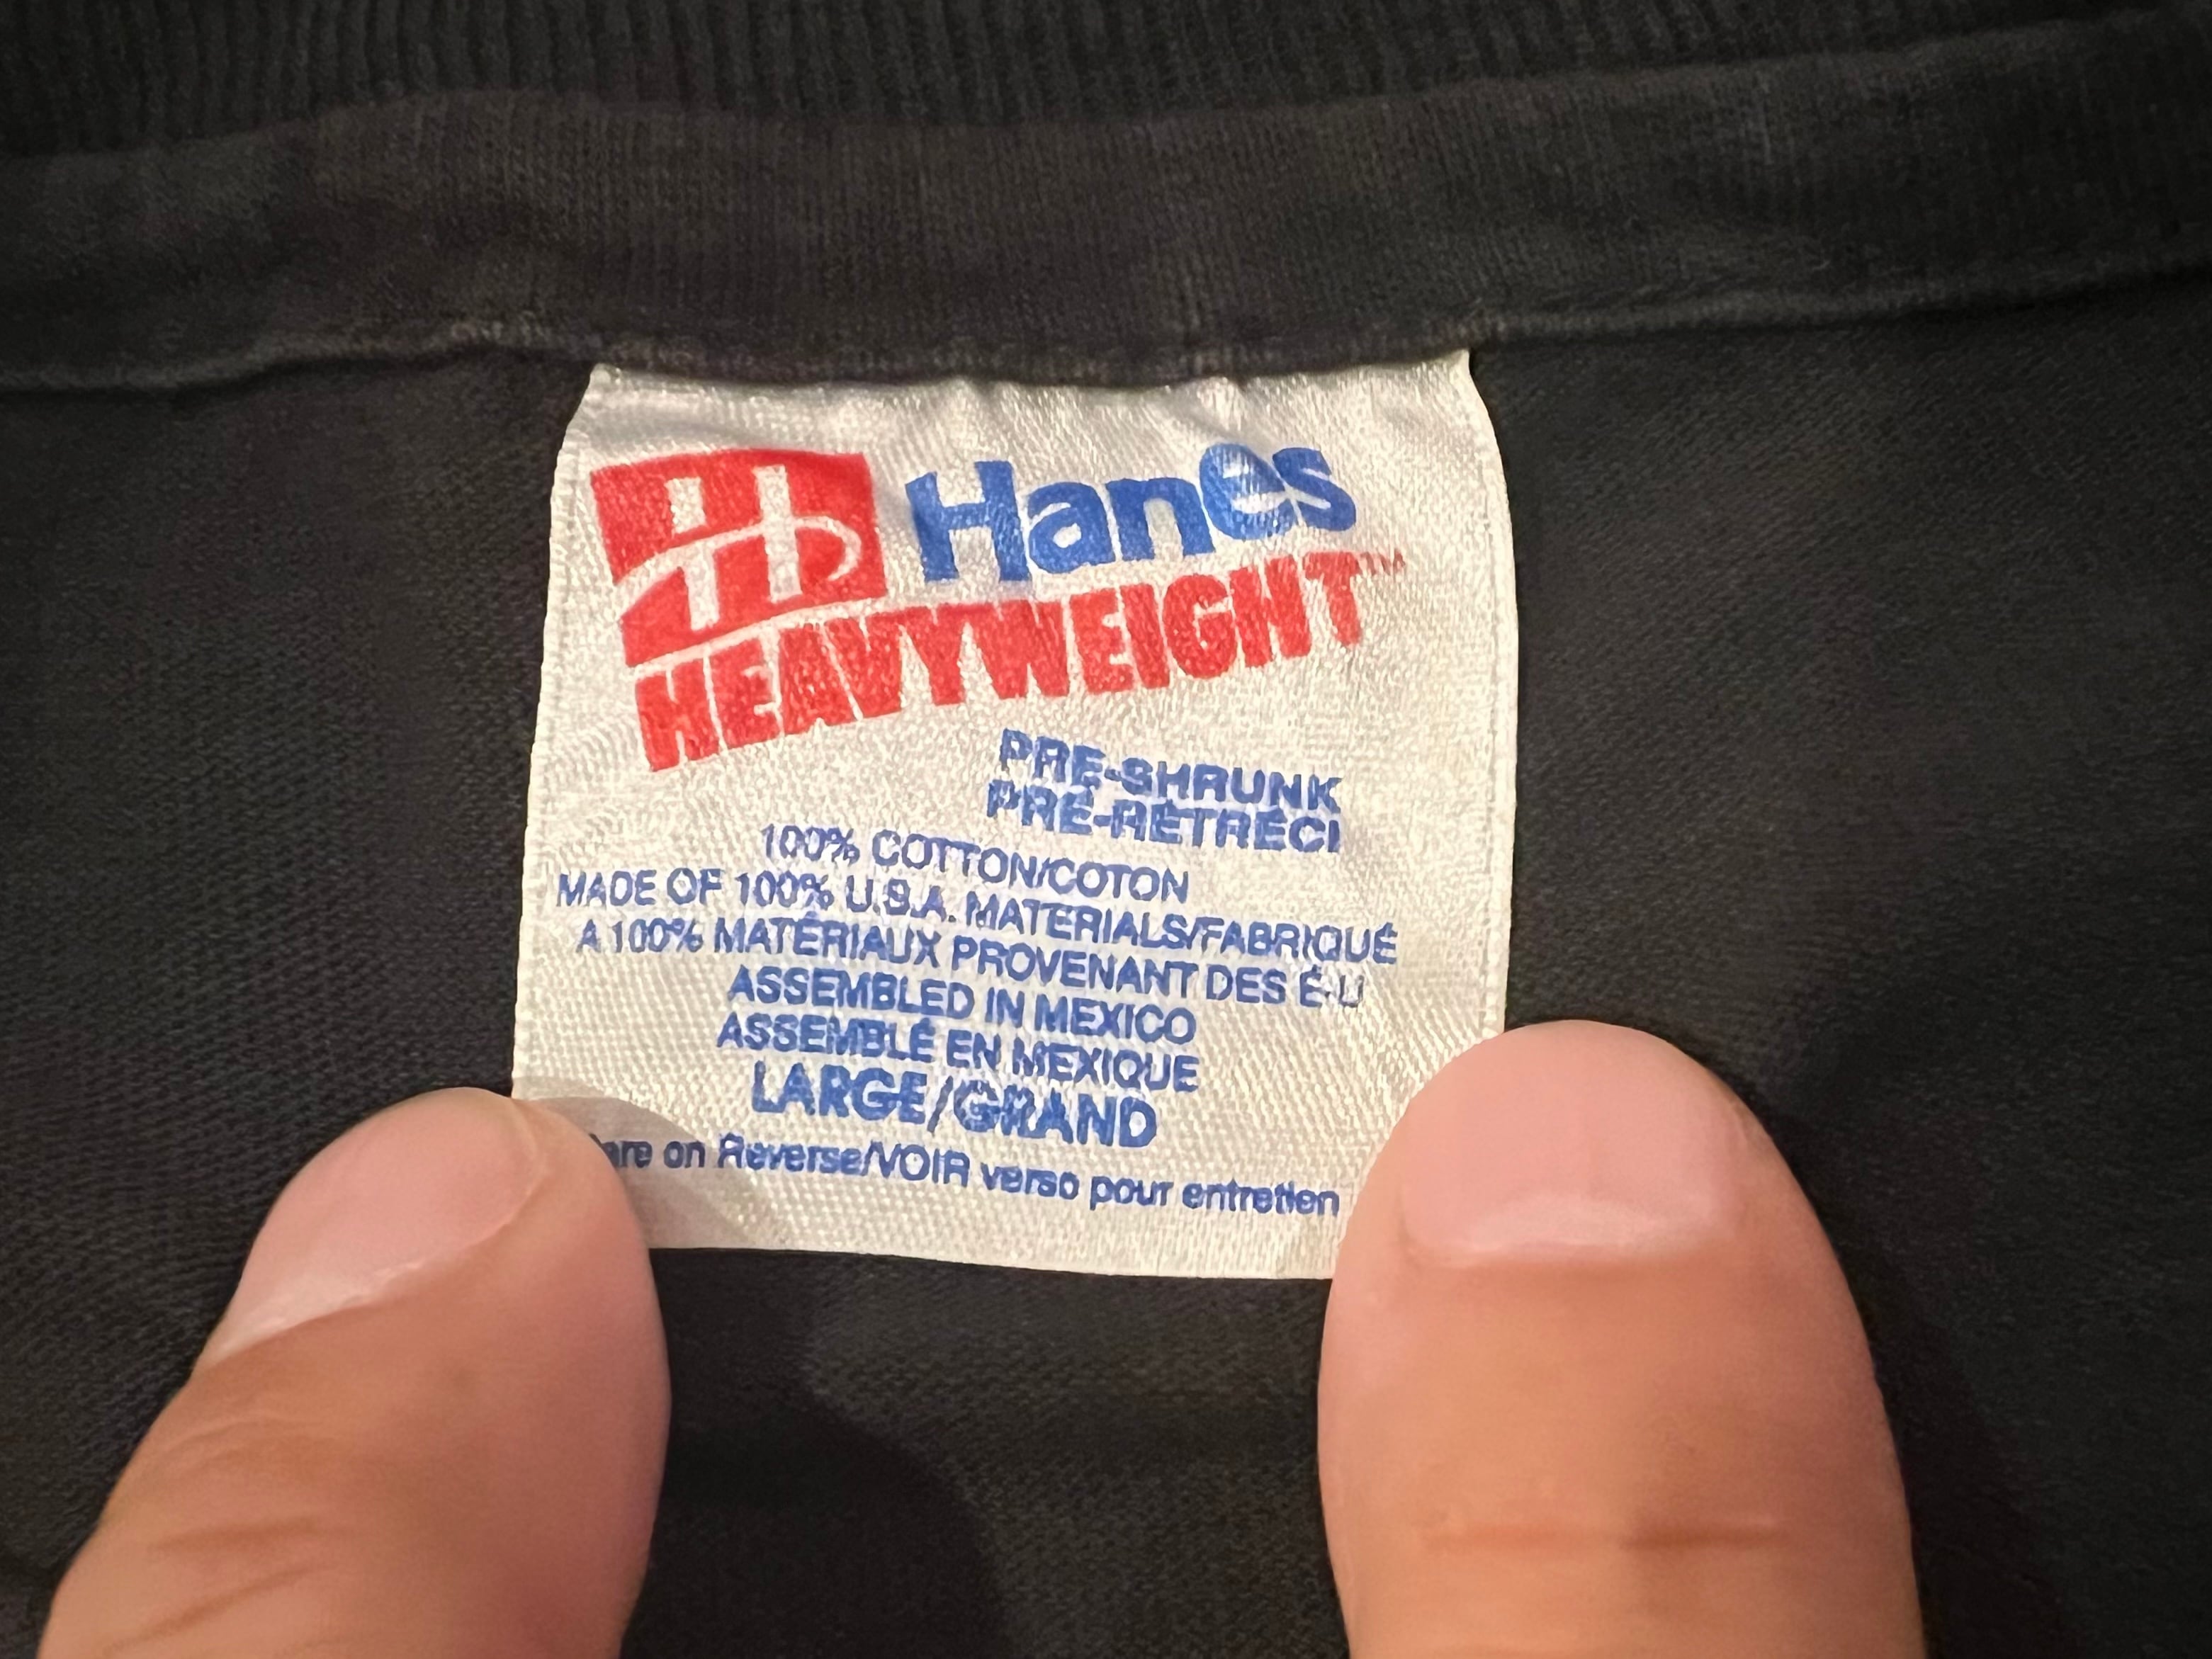 H Hanes
HEAVYWEIGHT™
PRE-SHRUNK
PRÉ-RÉTRÉCI
100% COTTON/COTON
MADE OF 100% U.S.A. MATERIALS/FABRIQUÉ
A 100% MATÉRIAUX PROVENANT DES É-U
ASSEMBLED IN MEXICO
ASSEMBLÉ EN MEXIQUE
LARGE/GRAND
are on Reverse/VOIR verso pour entretien